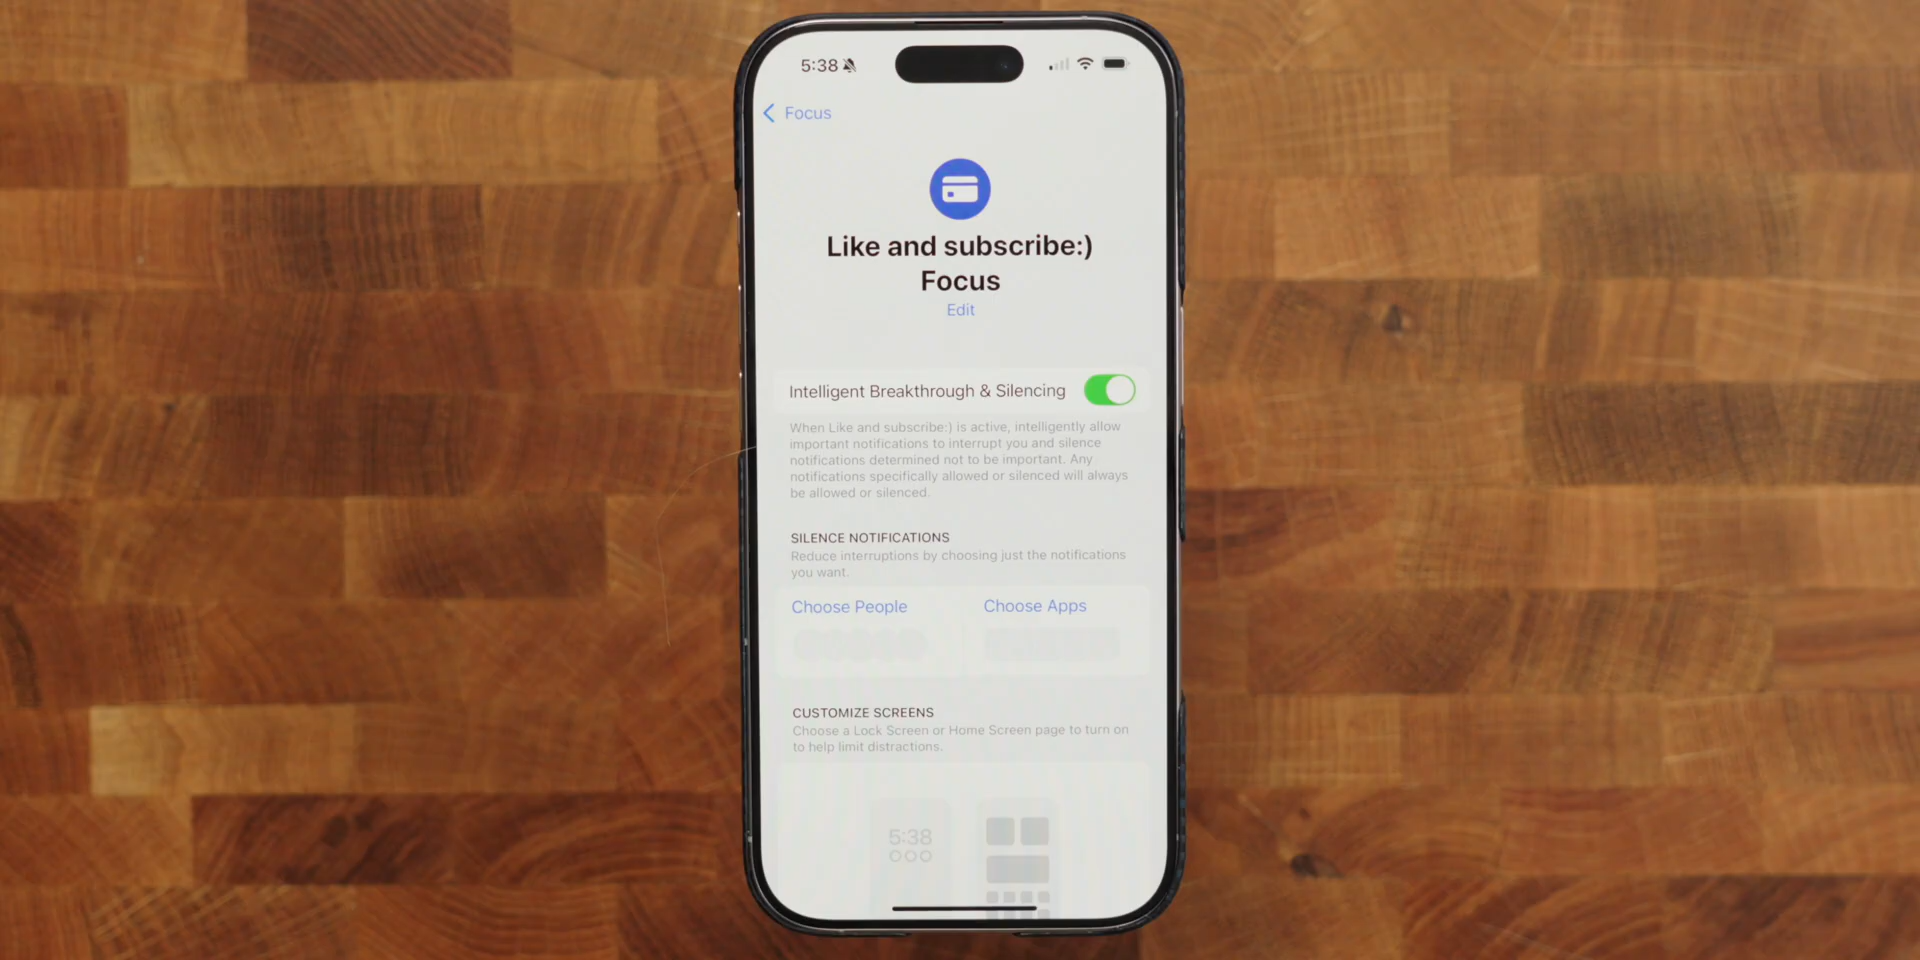 5:38
Focus
Like and subscribe:)
Focus
Edit
Intelligent Breakthrough & Silencing
When Like and subscribe:) is active, intelligently allow
important notifications to interrupt you and silence
notifications determined not to be important. Any
notifications specifically allowed or silenced will always
be allowed or silenced.
SILENCE NOTIFICATIONS
Reduce interruptions by choosing just the notifications
you want.
Choose People Choose Apps
CUSTOMIZE SCREENS
Choose a Lock Screen or Home Screen page to turn on
to help limit distractions.
5:38